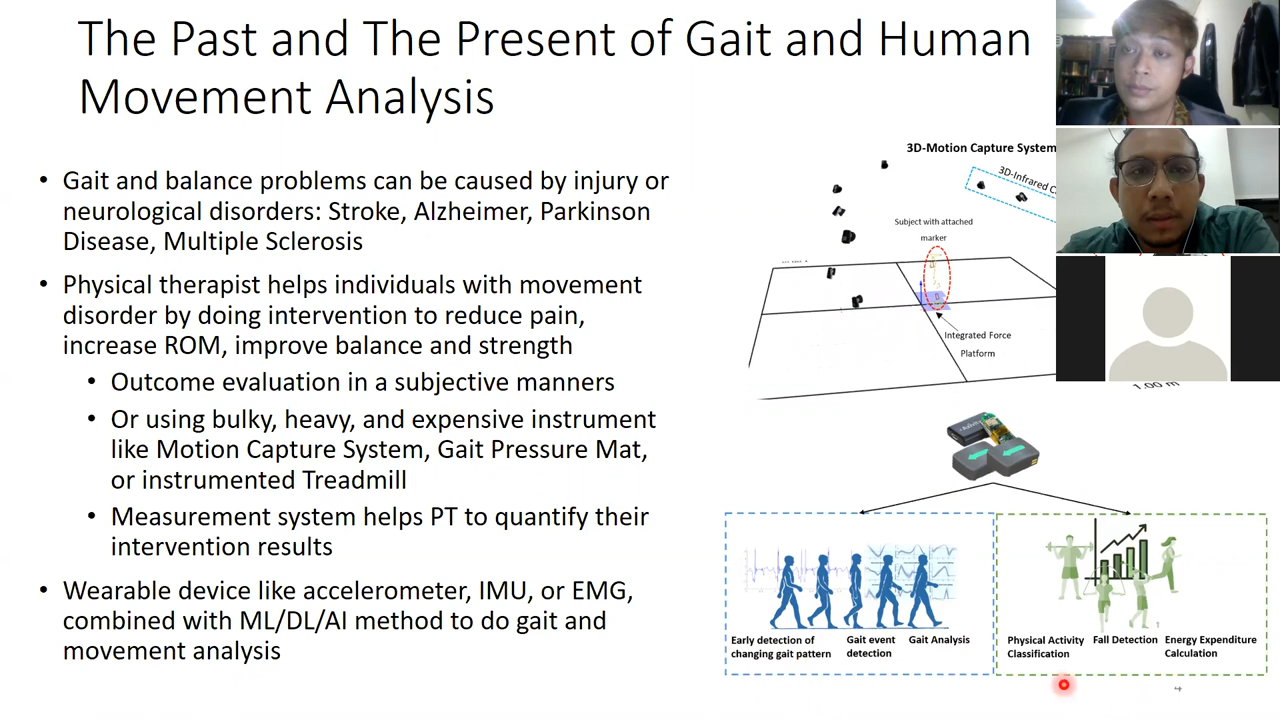 The Past and The Present of Gait and Human
Movement Analysis
• Gait and balance problems can be caused by injury or
neurological disorders: Stroke, Alzheimer, Parkinson
Disease, Multiple Sclerosis
• Physical therapist helps individuals with movement
disorder by doing intervention to reduce pain,
increase ROM, improve balance and strength
• Outcome evaluation in a subjective manners
• Or using bulky, heavy, and expensive instrument
like Motion Capture System, Gait Pressure Mat,
or instrumented Treadmill
• Measurement system helps PT to quantify their
intervention results
• Wearable device like accelerometer, IMU, or EMG,
combined with ML/DL/AI method to do gait and
movement analysis
3D-Motion Capture System
3D-Infrared C
Subject with attached
marker
Integrated Force
Platform
1.00 m
Early detection of
changing gait pattern
Gait event
detection
Gait Analysis
Physical Activity
Classification
Fall Detection
Energy Expenditure
Calculation
4